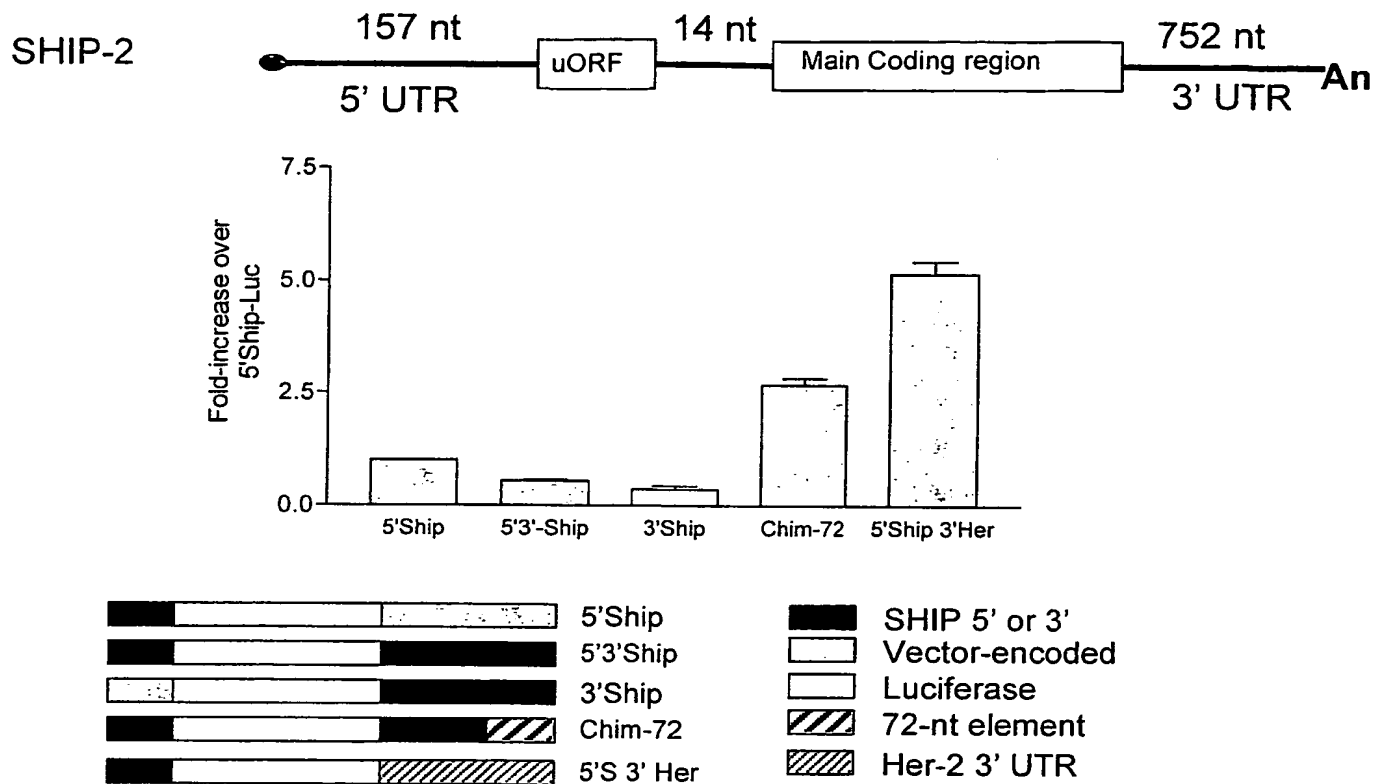 SHIP-2
157 nt
14 nt
752 nt
uORF
Main Coding region
An
5' UTR
3' UTR
Fold-increase over
5'Ship-Luc
7.5
5.0
2.5
0.0
5'Ship
5'3'-Ship
3'Ship
Chim-72
5'Ship 3'Her
5'Ship
5'3'Ship
3'Ship
Chim-72
5'S 3' Her
SHIP 5' or 3'
Vector-encoded
Luciferase
72-nt element
Her-2 3' UTR